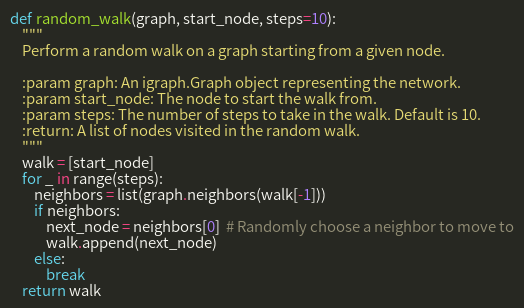 def random_walk(graph, start_node, steps=10):
"""
Perform a random walk on a graph starting from a given node.
:param graph: An igraph.Graph object representing the network.
:param start_node: The node to start the walk from.
:param steps: The number of steps to take in the walk. Default is 10.
:return: A list of nodes visited in the random walk.
"""
walk = [start_node]
for _ in range(steps):
neighbors = list(graph.neighbors(walk[-1]))
if neighbors:
next_node = neighbors[0] # Randomly choose a neighbor to move to
walk.append(next_node)
else:
break
return walk